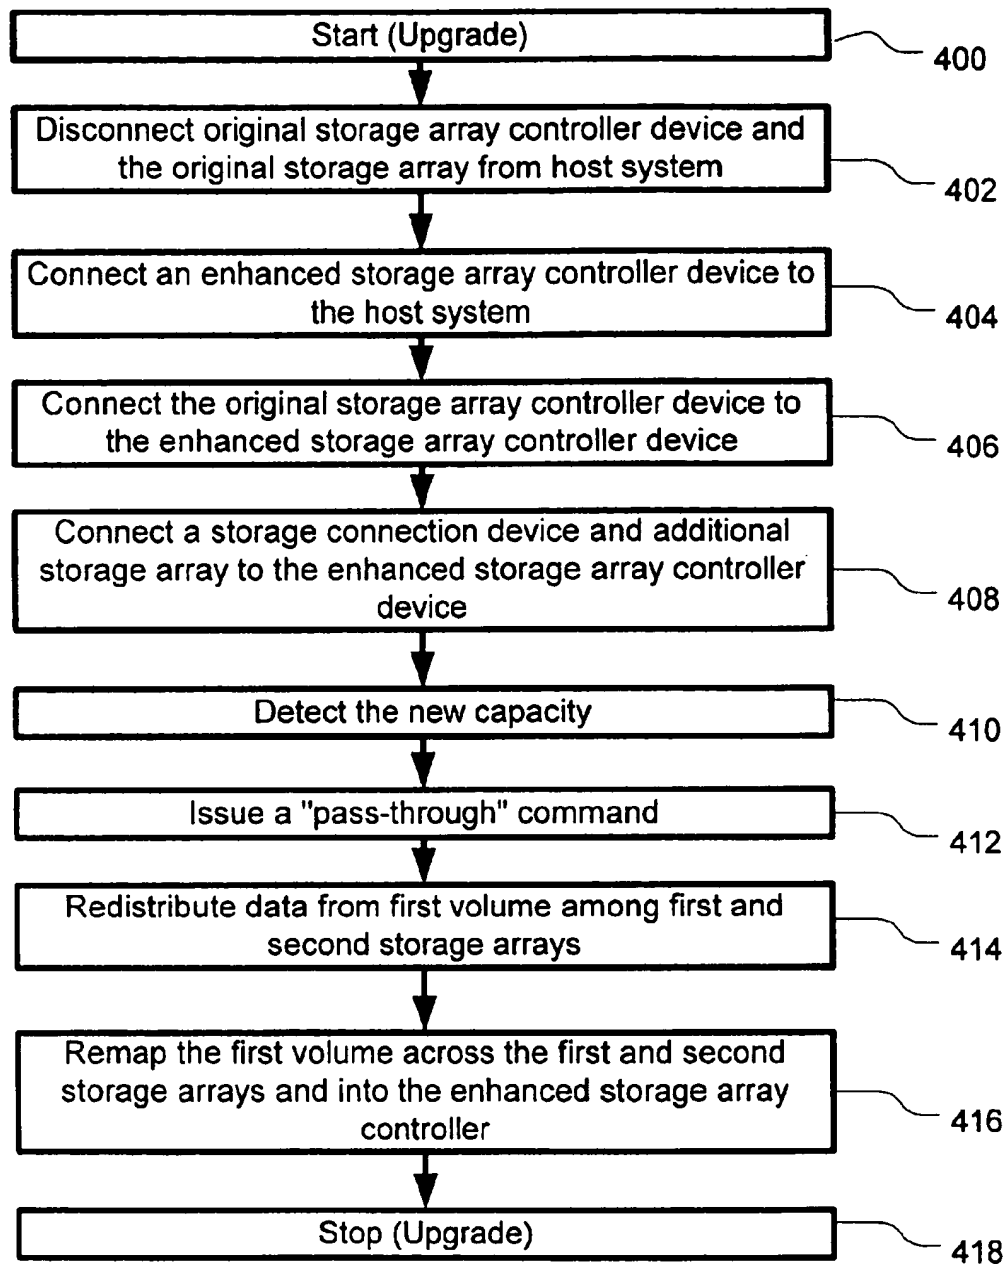 Start (Upgrade)
400
Disconnect original storage array controller device and
the original storage array from host system
402
Connect an enhanced storage array controller device to
the host system
404
Connect the original storage array controller device to
the enhanced storage array controller device
406
Connect a storage connection device and additional
storage array to the enhanced storage array controller
device
408
Detect the new capacity
410
Issue a "pass-through" command
412
Redistribute data from first volume among first and
second storage arrays
414
Remap the first volume across the first and second
storage arrays and into the enhanced storage array
controller
416
Stop (Upgrade)
418